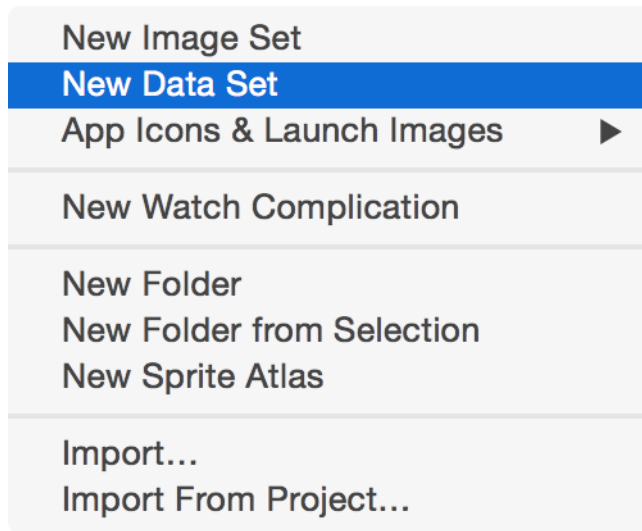 New Image Set
New Data Set
App Icons & Launch Images
New Watch Complication
New Folder
New Folder from Selection
New Sprite Atlas
Import...
Import From Project...